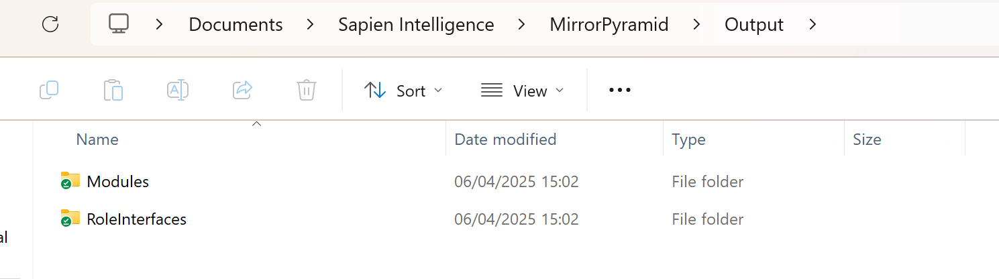 Documents > Sapien Intelligence > MirrorPyramid > Output >
Sort View
Name Date modified Type Size
Modules 06/04/2025 15:02 File folder
RoleInterfaces 06/04/2025 15:02 File folder
al